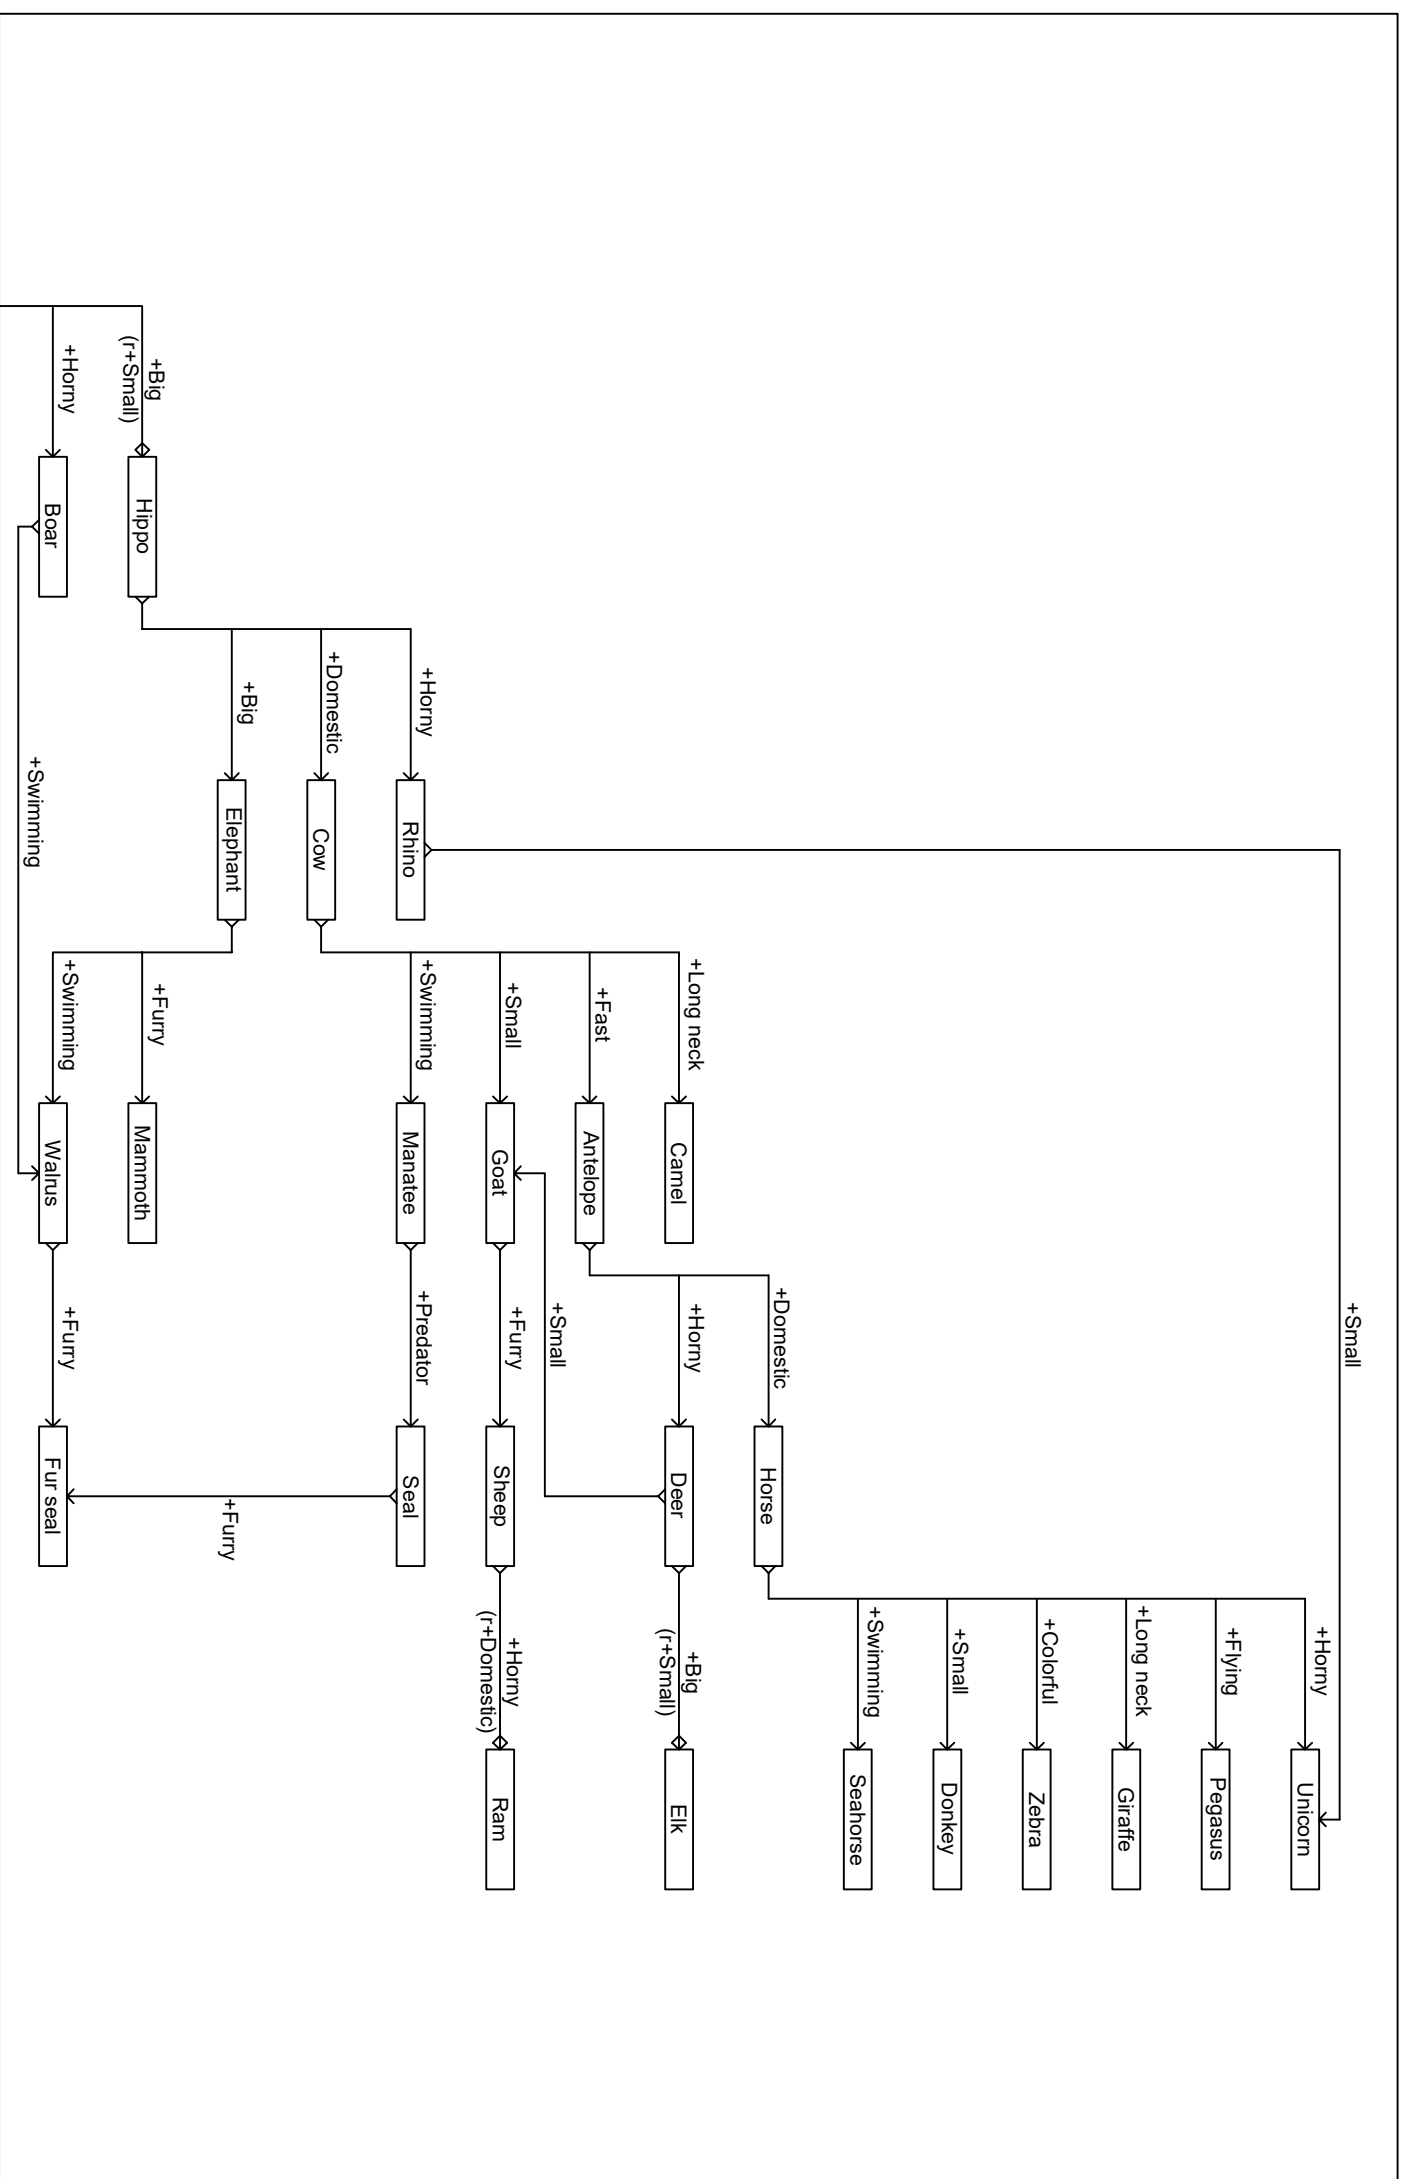 +Small
+Horny
Unicorn
+Flying
Pegasus
+Long neck
Giraffe
+Colorful
Zebra
+Small
Donkey
+Swimming
Seahorse
+Domestic
Horse
+Long neck
+Horny
+Big
Camel
Deer
(r+Small)
Elk
+Fast
Antelope
+Small
+Small
+Furry
+Horny
Goat
Sheep
(r+Domestic)
Ram
+Horny
+Swimming
+Predator
Rhino
Manatee
Seal
+Domestic
Cow
+Big
Elephant
+Furry
+Big
+Furry
(r+Small)
Hippo
Mammoth
+Horny
+Swimming
+Furry
Boar
Walrus
Fur seal
+Swimming